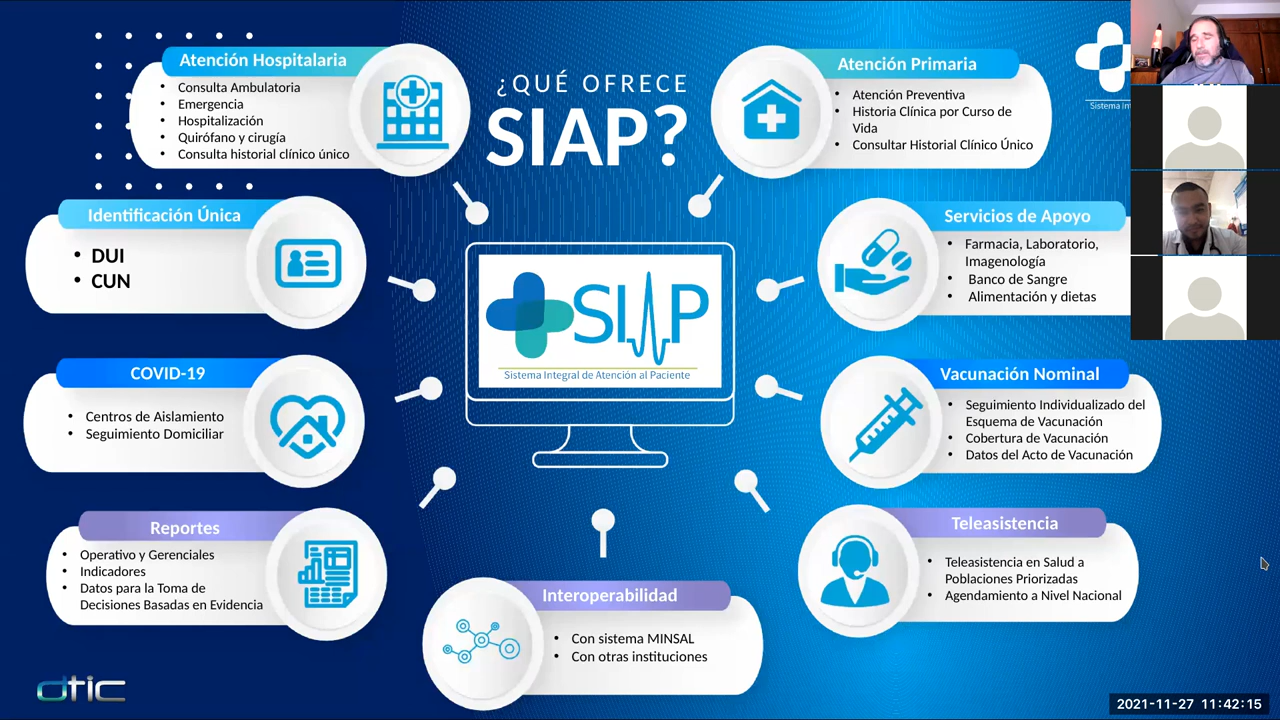 ¿QUÉ OFRECE
SIAP?
Atención Hospitalaria
• Consulta Ambulatoria
• Emergencia
• Hospitalización
• Quirófano y cirugía
• Consulta historial clínico único
Atención Primaria
• Atención Preventiva
• Historia Clínica por Curso de
Vida
• Consultar Historial Clínico Único
Sistema In
Identificación Única
• DUI
• CUN
Servicios de Apoyo
• Farmacia, Laboratorio,
Imagenología
• Banco de Sangre
• Alimentación y dietas
SIAP
Sistema Integral de Atención al Paciente
COVID-19
• Centros de Aislamiento
• Seguimiento Domiciliar
Vacunación Nominal
• Seguimiento Individualizado del
Esquema de Vacunación
• Cobertura de Vacunación
• Datos del Acto de Vacunación
Reportes
• Operativo y Gerenciales
• Indicadores
• Datos para la Toma de
Decisiones Basadas en Evidencia
Teleasistencia
• Teleasistencia en Salud a
Poblaciones Priorizadas
• Agendamiento a Nivel Nacional
Interoperabilidad
• Con sistema MINSAL
• Con otras instituciones
dtic
2021-11-27 11:42:15